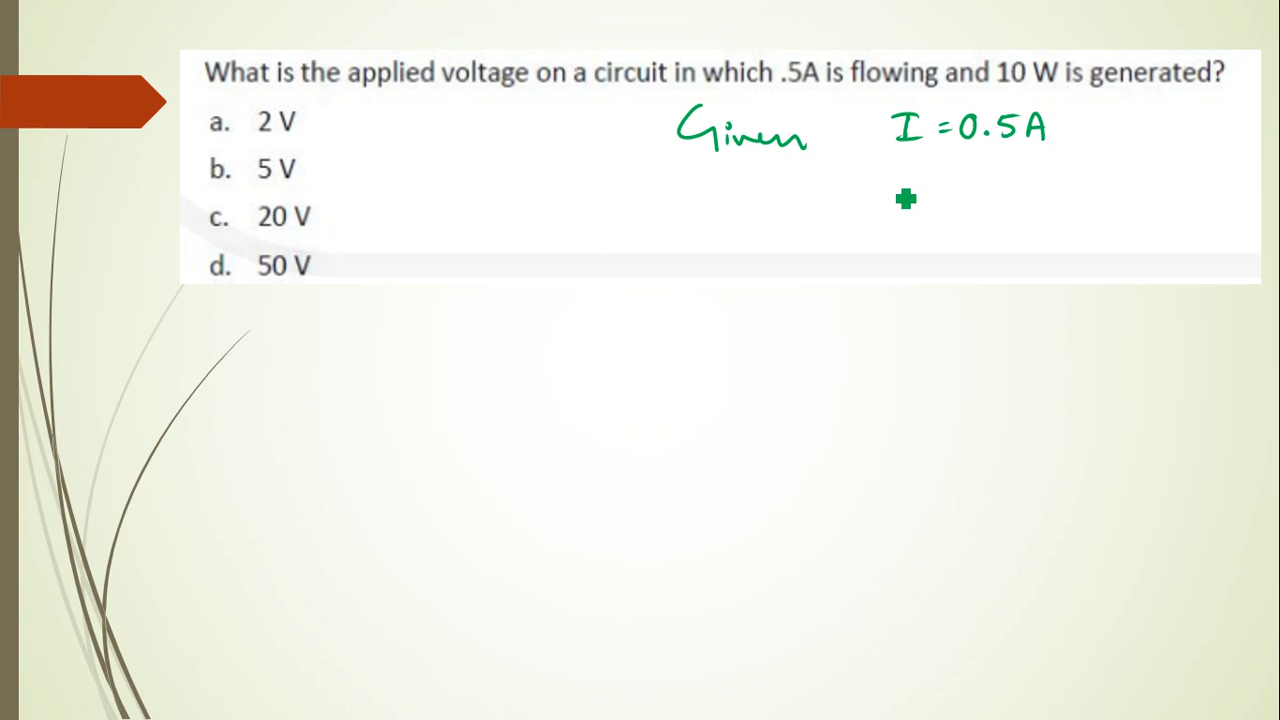 What is the applied voltage on a circuit in which .5A is flowing and 10 W is generated?
a. 2 V
Given I = 0.5A
b. 5 V
c. 20 V
d. 50 V